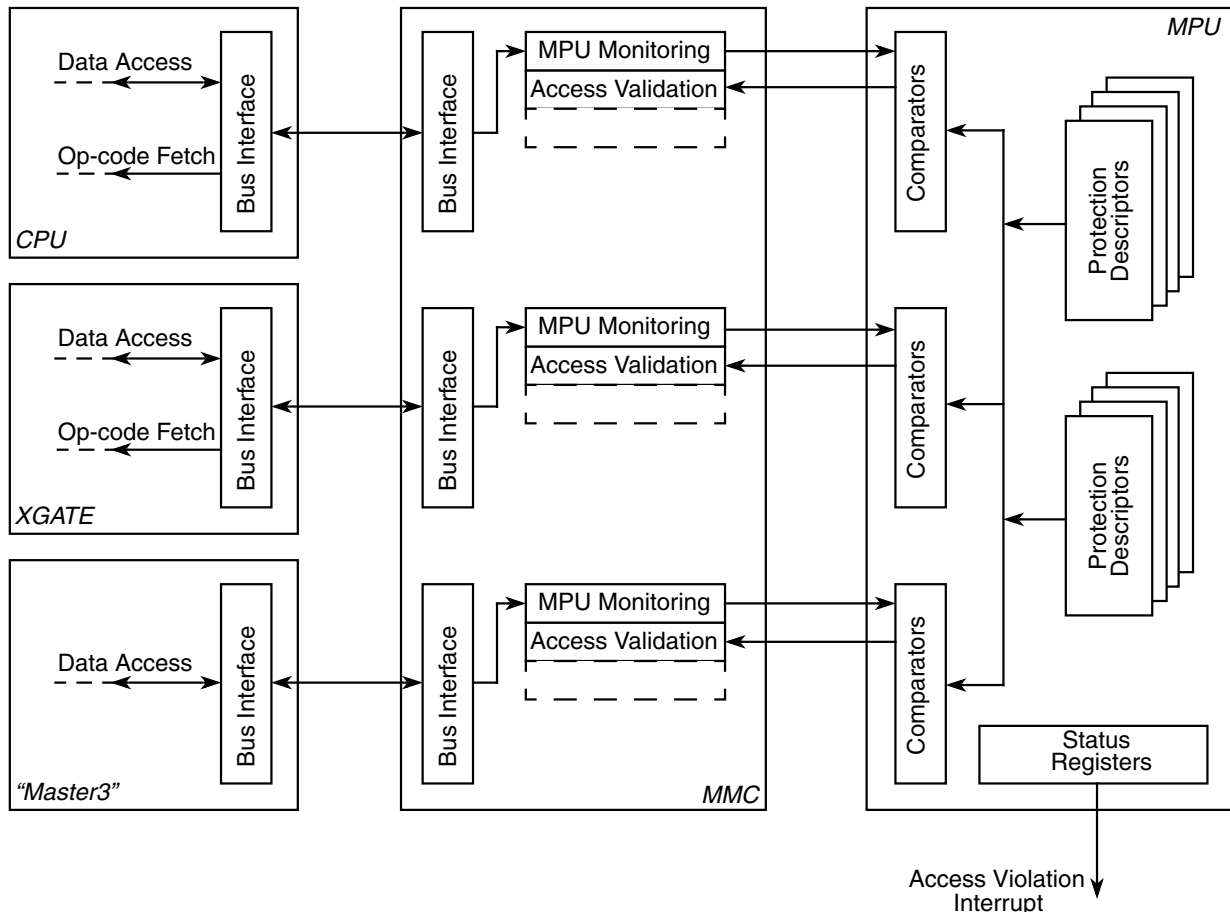 Data Access
Op-code Fetch
Bus Interface
CPU
Data Access
Op-code Fetch
Bus Interface
XGATE
Data Access
Bus Interface
“Master3”
Bus Interface
MPU Monitoring
Access Validation
Bus Interface
MPU Monitoring
Access Validation
Bus Interface
MPU Monitoring
Access Validation
MMC
MPU
Comparators
Protection
Descriptors
Comparators
Protection
Descriptors
Comparators
Status
Registers
Access Violation
Interrupt